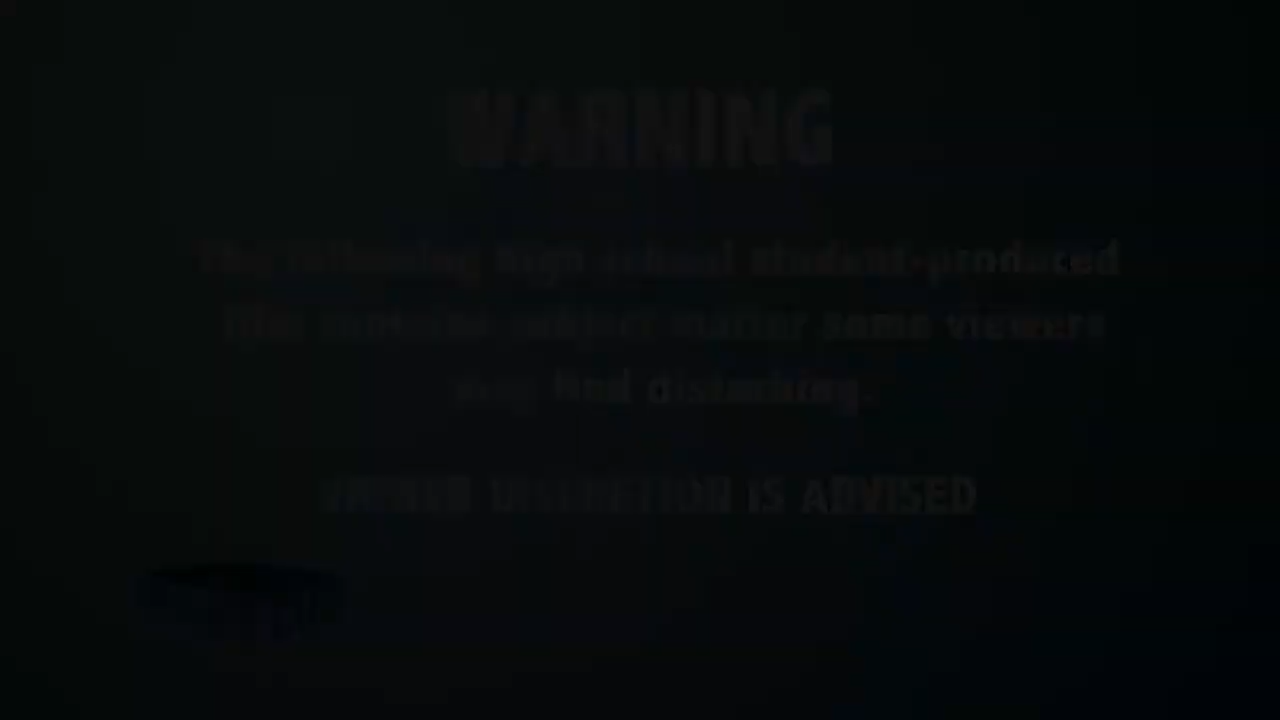 WARNING
The following high school student-produced
film contains subject matter some viewers
may find disturbing.
VIEWER DISCRETION IS ADVISED